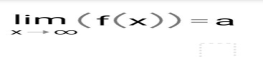 lim (f(x)) = a
x → ∞